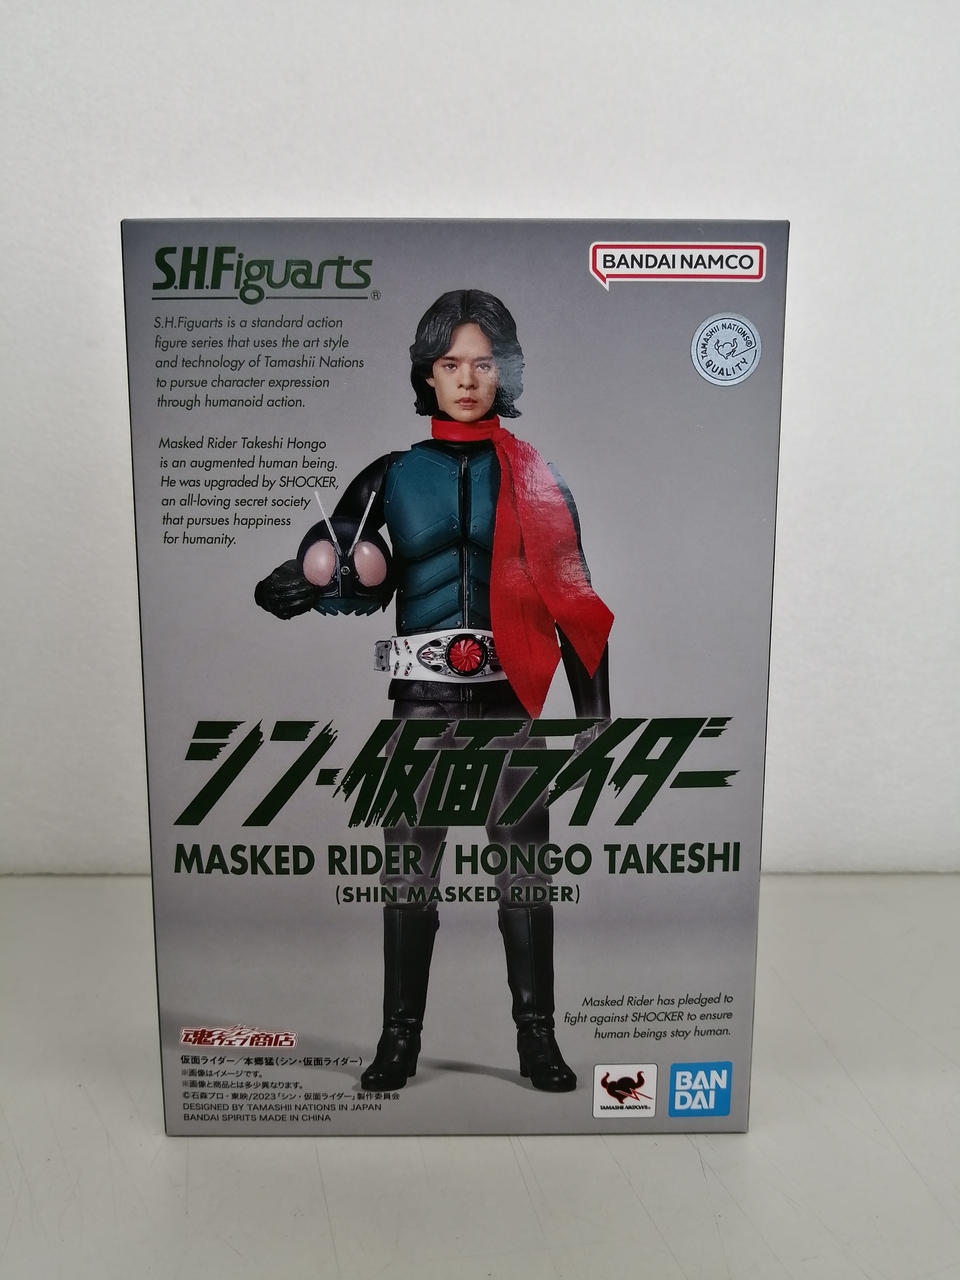 S.H.Figuarts®
BANDAI NAMCO
TAMASHII NATIONS®
QUALITY
S.H.Figuarts is a standard action
figure series that uses the art style
and technology of Tamashii Nations
to pursue character expression
through humanoid action.
Masked Rider Takeshi Hongo
is an augmented human being.
He was upgraded by SHOCKER,
an all-loving secret society
that pursues happiness
for humanity.
シン・仮面ライダー
MASKED RIDER / HONGO TAKESHI
(SHIN MASKED RIDER)
Masked Rider has pledged to
fight against SHOCKER to ensure
human beings stay human.
魂ウェブ商店
仮面ライダー／本郷猛(シン・仮面ライダー)
※画像はイメージです。
※画像と商品とは多少異なります。
©石森プロ・東映/2023「シン・仮面ライダー」製作委員会
DESIGNED BY TAMASHII NATIONS IN JAPAN
BANDAI SPIRITS MADE IN CHINA
TAMASHII NATIONS®
BAN
DAI